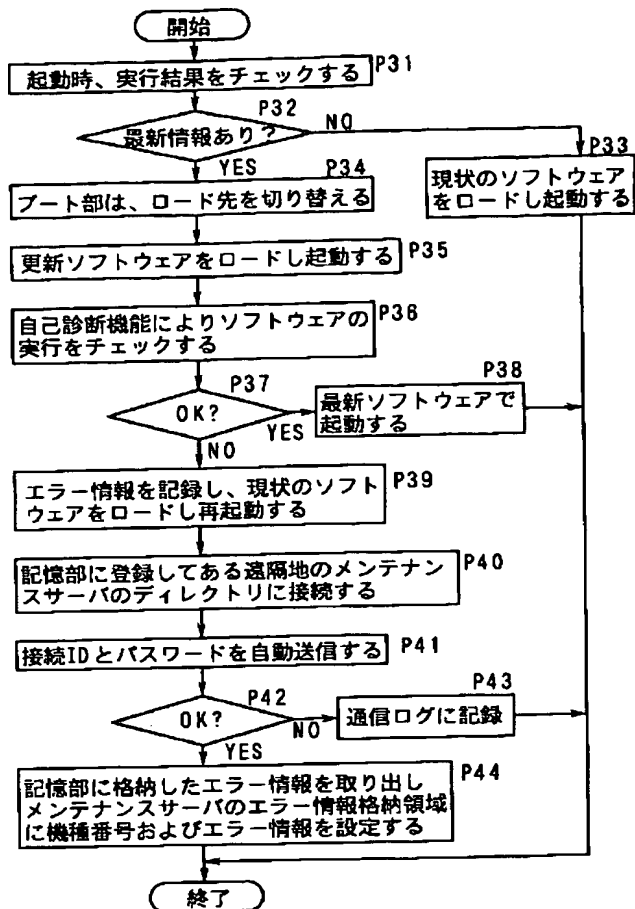 開始
起動時、実行結果をチェックする
P31
P32
最新情報あり?
NO
YES
P33
現状のソフトウェア
をロードし起動する
P34
ブート部は、ロード先を切り替える
更新ソフトウェアをロードし起動する
P35
自己診断機能によりソフトウェアの
実行をチェックする
P36
P37
OK?
YES
NO
P38
最新ソフトウェアで
起動する
エラー情報を記録し、現状のソフト
ウェアをロードし再起動する
P39
記憶部に登録してある遠隔地のメンテナン
スサーバのディレクトリに接続する
P40
接続IDとパスワードを自動送信する
P41
P42
OK?
NO
YES
P43
通信ログに記録
記憶部に格納したエラー情報を取り出し
メンテナンスサーバのエラー情報格納領域
に機種番号およびエラー情報を設定する
P44
終了